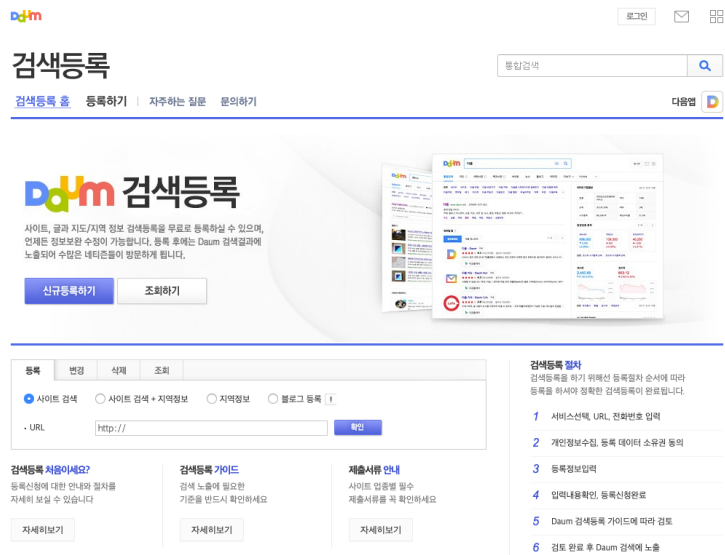 Daum
로그인
검색등록
통합검색
검색등록 홈
등록하기
자주하는 질문
문의하기
다음앱
Daum 검색등록
사이트, 글과 지도/지역 정보 검색등록을 무료로 등록하실 수 있으며,
언제든 정보보완 수정이 가능합니다. 등록 후에는 Daum 검색결과에
노출되어 수많은 네티즌들이 방문하게 됩니다.
신규등록하기
조회하기
등록
변경
삭제
조회
사이트 검색
사이트 검색 + 지역정보
지역정보
블로그 등록
URL
http://
확인
검색등록 처음이세요?
등록신청에 대한 안내와 절차를
자세히 보실 수 있습니다
자세히보기
검색등록 가이드
검색 노출에 필요한
기준을 반드시 확인하세요
자세히보기
제출서류 안내
사이트 업종별 필수
제출서류를 꼭 확인하세요
자세히보기
검색등록 절차
검색등록을 하기 위해선 등록절차 순서에 따라
등록을 하셔야 정확한 검색등록이 완료됩니다.
1 서비스선택, URL, 전화번호 입력
2 개인정보수집, 등록 데이터 소유권 동의
3 등록정보입력
4 입력내용확인, 등록신청완료
5 Daum 검색등록 가이드에 따라 검토
6 검토 완료 후 Daum 검색에 노출